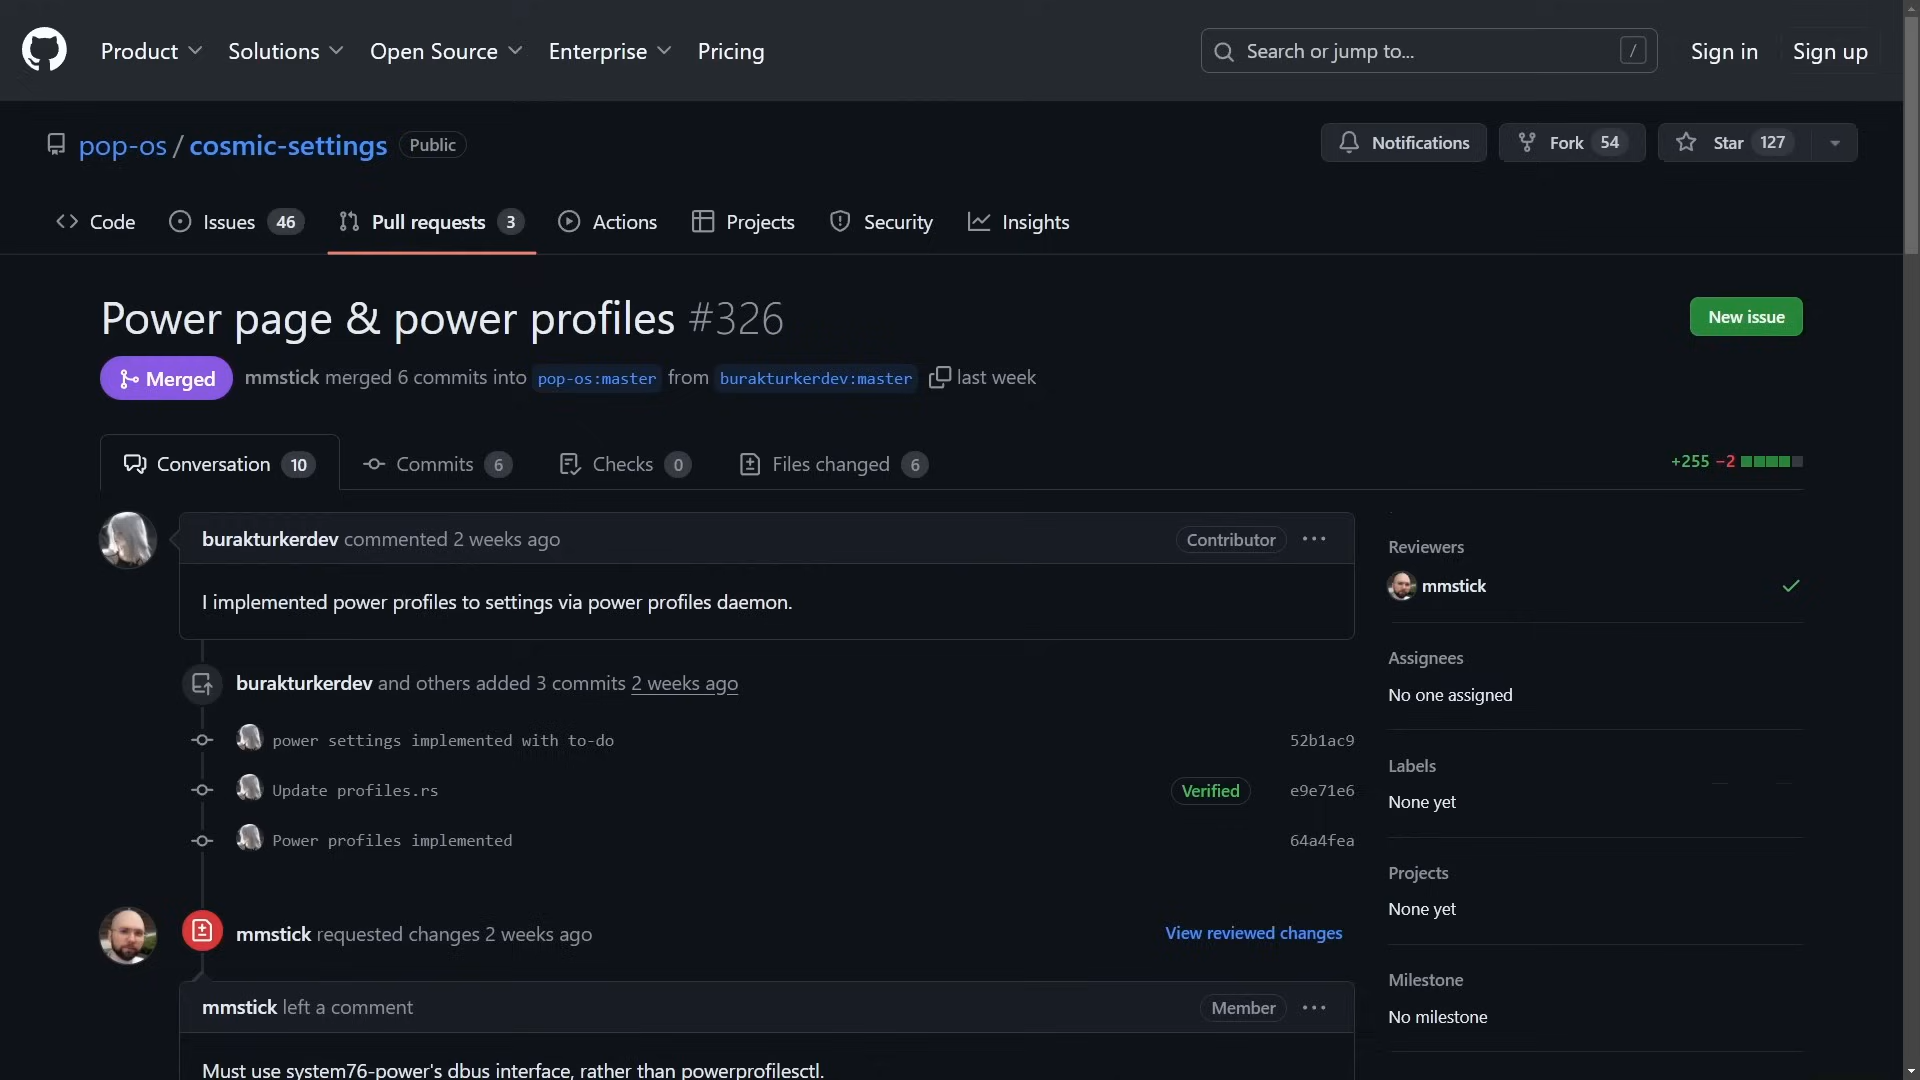 Product Solutions Open Source Enterprise Pricing Search or jump to... / Sign in Sign up
pop-os / cosmic-settings Public Notifications Fork 54 Star 127
Code Issues 46 Pull requests 3 Actions Projects Security Insights
Power page & power profiles #326 New issue
Merged mmstick merged 6 commits into pop-os:master from burakturkerdev:master last week
Conversation 10 Commits 6 Checks 0 Files changed 6 +255 −2
burakturkerdev commented 2 weeks ago Contributor ···
I implemented power profiles to settings via power profiles daemon.
burakturkerdev and others added 3 commits 2 weeks ago
power settings implemented with to-do 52b1ac9
Update profiles.rs Verified e9e71e6
Power profiles implemented 64a4fea
mmstick requested changes 2 weeks ago View reviewed changes
mmstick left a comment Member ···
Must use system76-power's dbus interface, rather than powerprofilesctl.
Reviewers
mmstick
Assignees
No one assigned
Labels
None yet
Projects
None yet
Milestone
No milestone